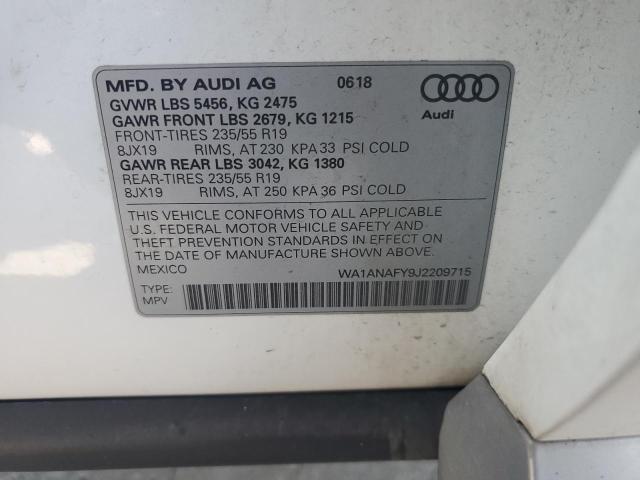 MFD. BY AUDI AG 0618
GVWR LBS 5456, KG 2475
GAWR FRONT LBS 2679, KG 1215
FRONT-TIRES 235/55 R19
8JX19 RIMS, AT 230 KPA 33 PSI COLD
GAWR REAR LBS 3042, KG 1380
REAR-TIRES 235/55 R19
8JX19 RIMS, AT 250 KPA 36 PSI COLD
Audi
THIS VEHICLE CONFORMS TO ALL APPLICABLE
U.S. FEDERAL MOTOR VEHICLE SAFETY AND
THEFT PREVENTION STANDARDS IN EFFECT ON
THE DATE OF MANUFACTURE SHOWN ABOVE.
MEXICO
WA1ANAFY9J2209715
TYPE:
MPV